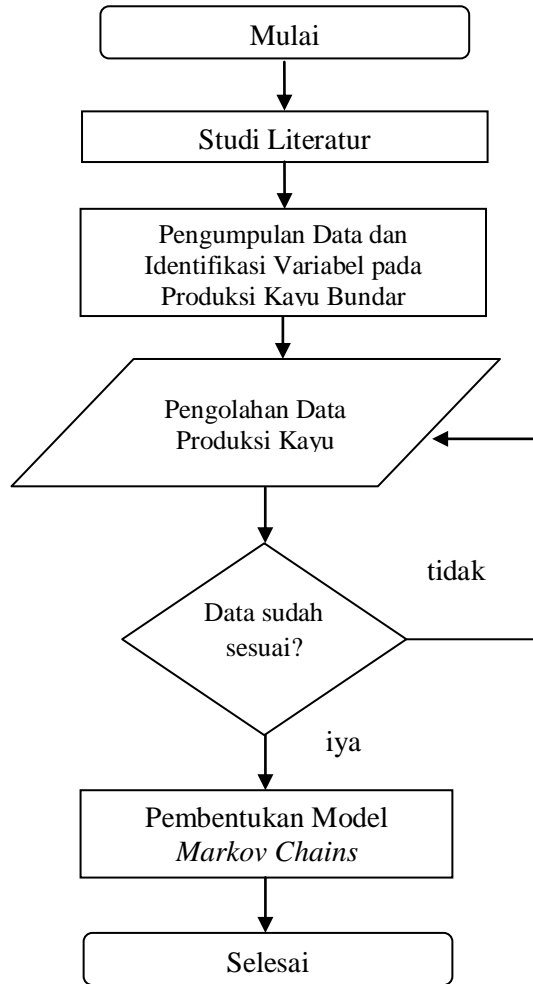 Mulai
Studi Literatur
Pengumpulan Data dan
Identifikasi Variabel pada
Produksi Kayu Bundar
Pengolahan Data
Produksi Kayu
Data sudah
sesuai?
tidak
iya
Pembentukan Model
Markov Chains
Selesai